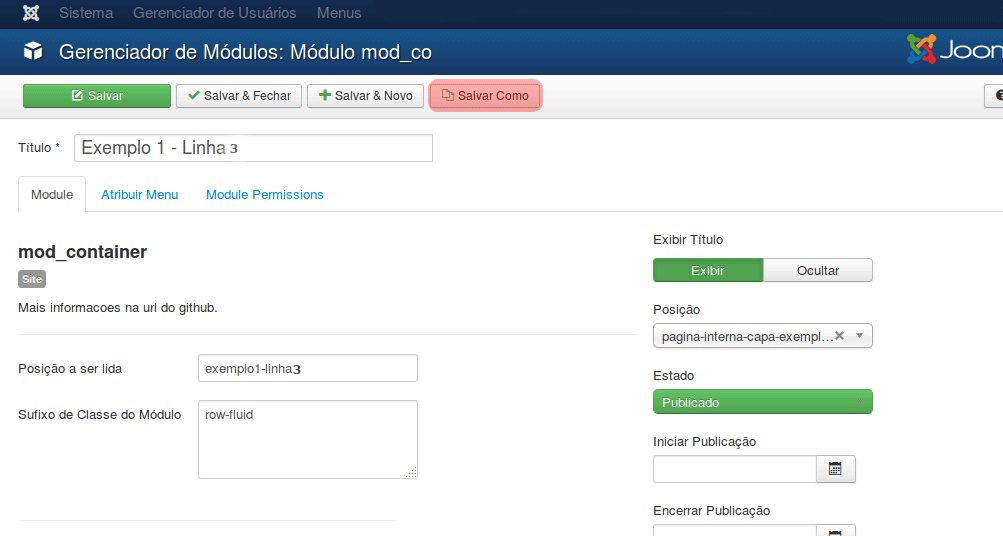 Sistema Gerenciador de Usuários Menus
Gerenciador de Módulos: Módulo mod_co
Salvar Salvar & Fechar Salvar & Novo Salvar Como
Título * Exemplo 1 - Linha 3
Module Atribuir Menu Module Permissions
mod_container
Site
Mais informacoes na url do github.
Posição a ser lida exemplo1-linha3
Sufixo de Classe do Módulo row-fluid
Exibir Título
Exibir Ocultar
Posição
pagina-interna-capa-exempl...
Estado
Publicado
Iniciar Publicação
Encerrar Publicação